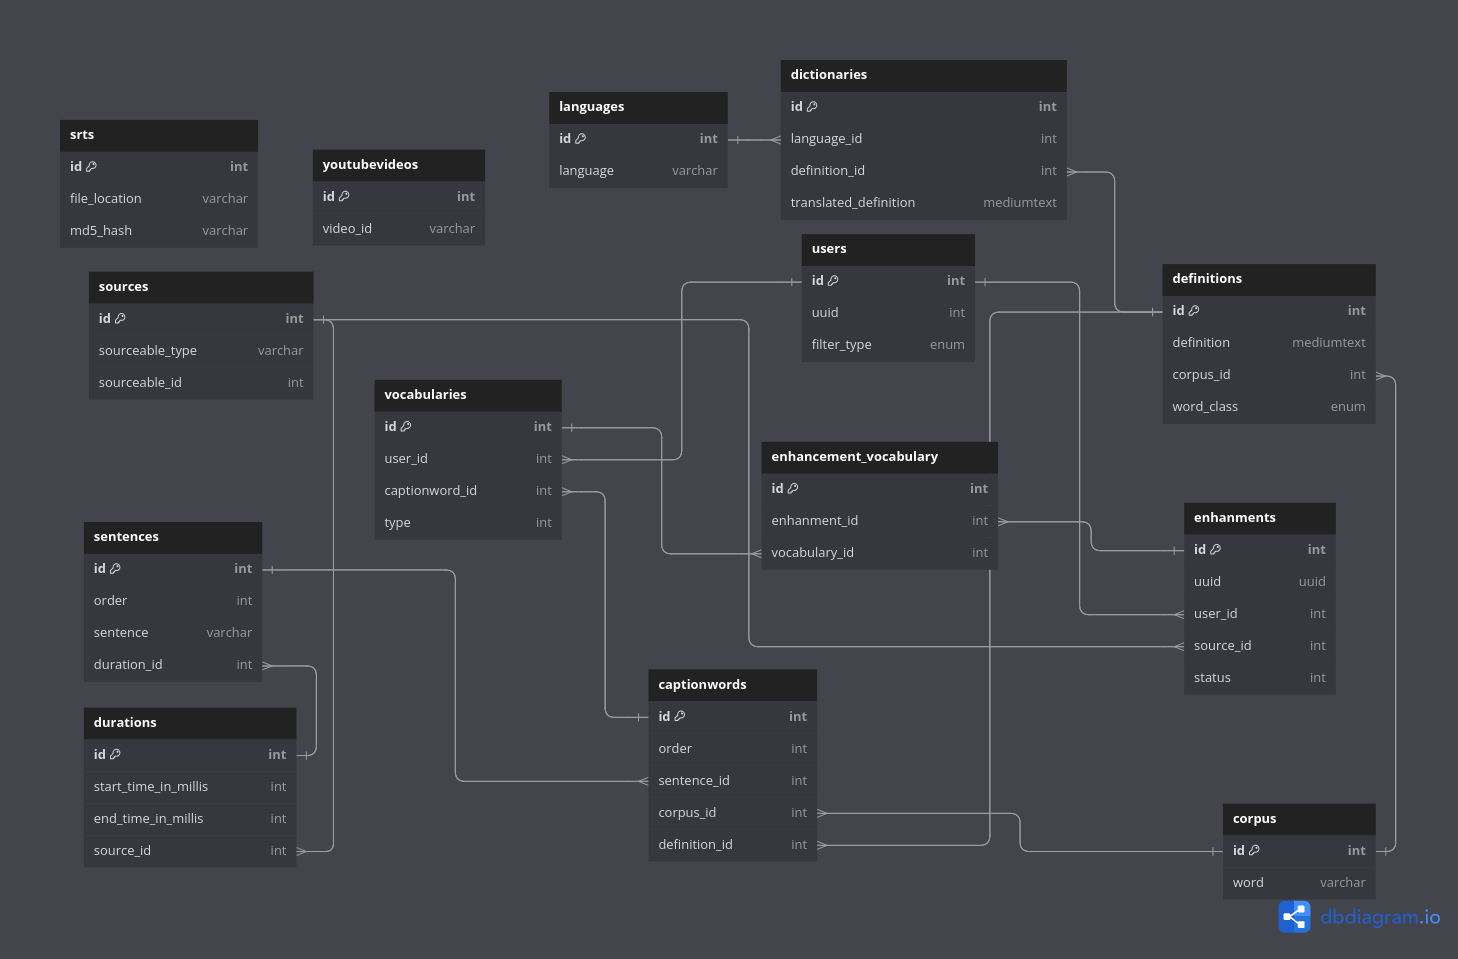 srts
id int
file_location varchar
md5_hash varchar
youtubevideos
id int
video_id varchar
languages
id int
language varchar
dictionaries
id int
language_id int
definition_id int
translated_definition mediumtext
users
id int
uuid int
filter_type enum
definitions
id int
definition mediumtext
corpus_id int
word_class enum
sources
id int
sourceable_type varchar
sourceable_id int
vocabularies
id int
user_id int
captionword_id int
type int
enhancement_vocabulary
id int
enhanment_id int
vocabulary_id int
enhanments
id int
uuid uuid
user_id int
source_id int
status int
sentences
id int
order int
sentence varchar
duration_id int
durations
id int
start_time_in_millis int
end_time_in_millis int
source_id int
captionwords
id int
order int
sentence_id int
corpus_id int
definition_id int
corpus
id int
word varchar
dbdiagram.io